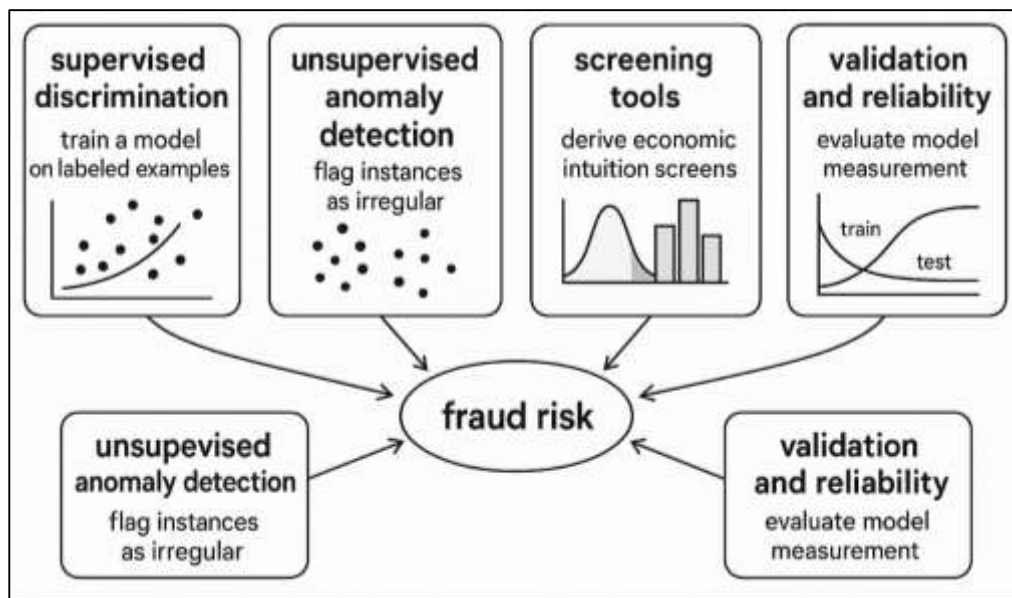 supervised
discrimination
train a model
on labeled examples
unsupervised
anomaly
detection
flag instances
as irregular
screening
tools
derive economic
intuition screens
validation
and reliability
evaluate model
measurement
train
test
fraud risk
unsupevised
anomaly detection
flag instances
as irregular
validation
and reliability
evaluate model
measurement